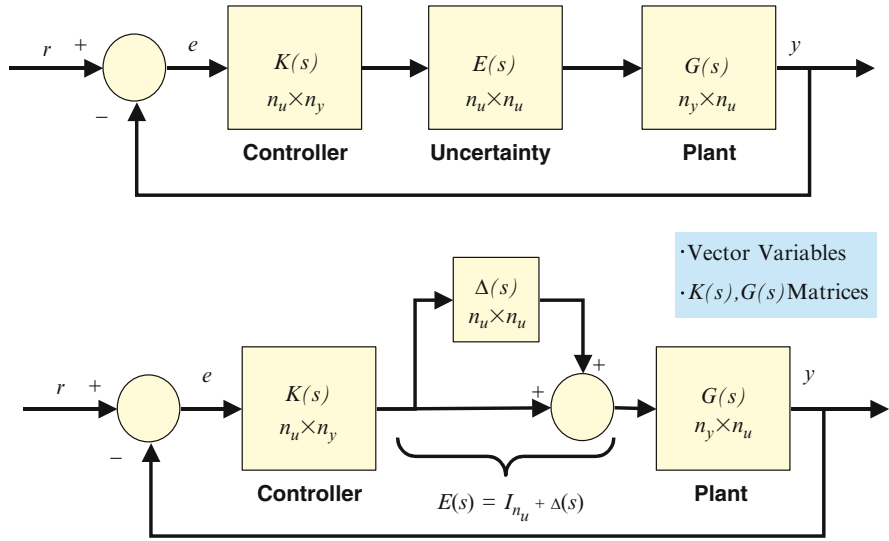 r + e y
K(s)
n_u×n_y
E(s)
n_u×n_u
G(s)
n_y×n_u
−
Controller Uncertainty Plant
·Vector Variables
·K(s),G(s)Matrices
Δ(s)
n_u×n_u
r + e + + y
K(s)
n_u×n_y
G(s)
n_y×n_u
−
Controller Plant
E(s) = I_{n_u} + Δ(s)